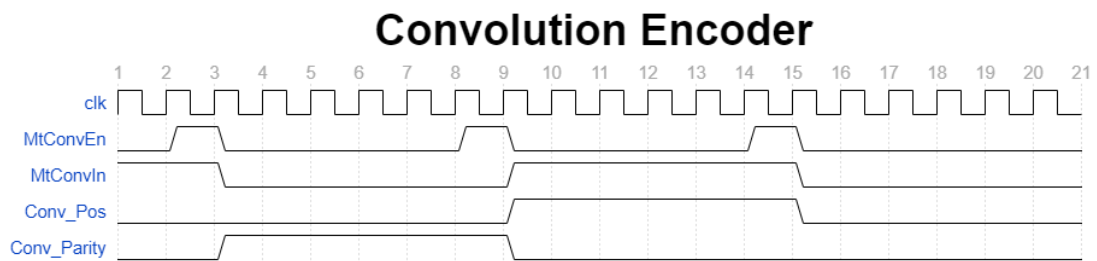 Convolution Encoder
1 2 3 4 5 6 7 8 9 10 11 12 13 14 15 16 17 18 19 20 21
clk
MtConvEn
MtConvIn
Conv_Pos
Conv_Parity